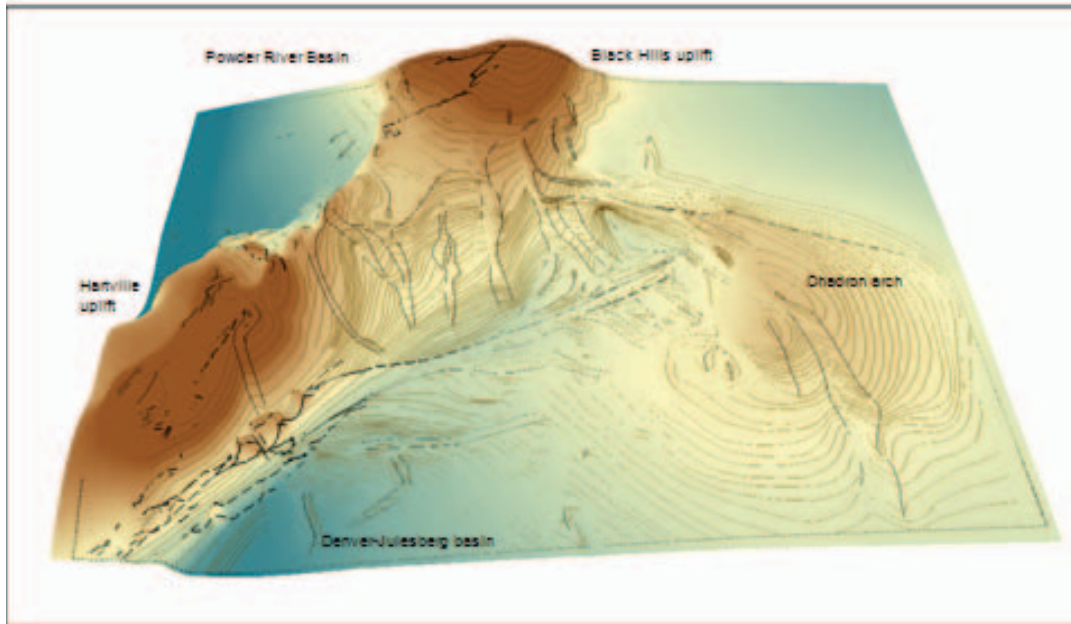 Powder River Basin
Black Hills uplift
Hartville
uplift
Chadron arch
Denver-Julesberg basin